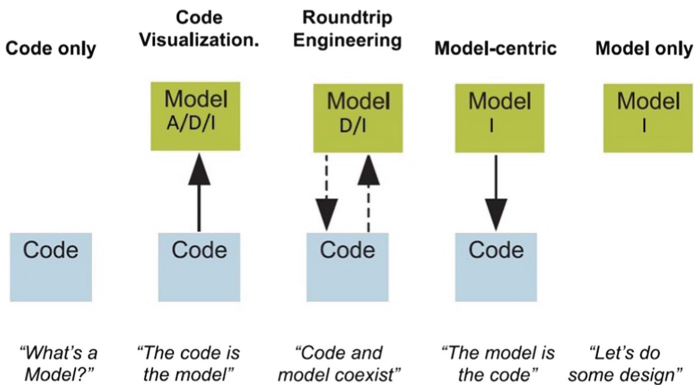 Code only
Code
Visualization.
Roundtrip
Engineering
Model-centric
Model only
Model
A/D/I
Model
D/I
Model
I
Model
I
Code
Code
Code
Code
“What’s a
Model?”
“The code is
the model”
“Code and
model coexist”
“The model is
the code”
“Let’s do
some design”